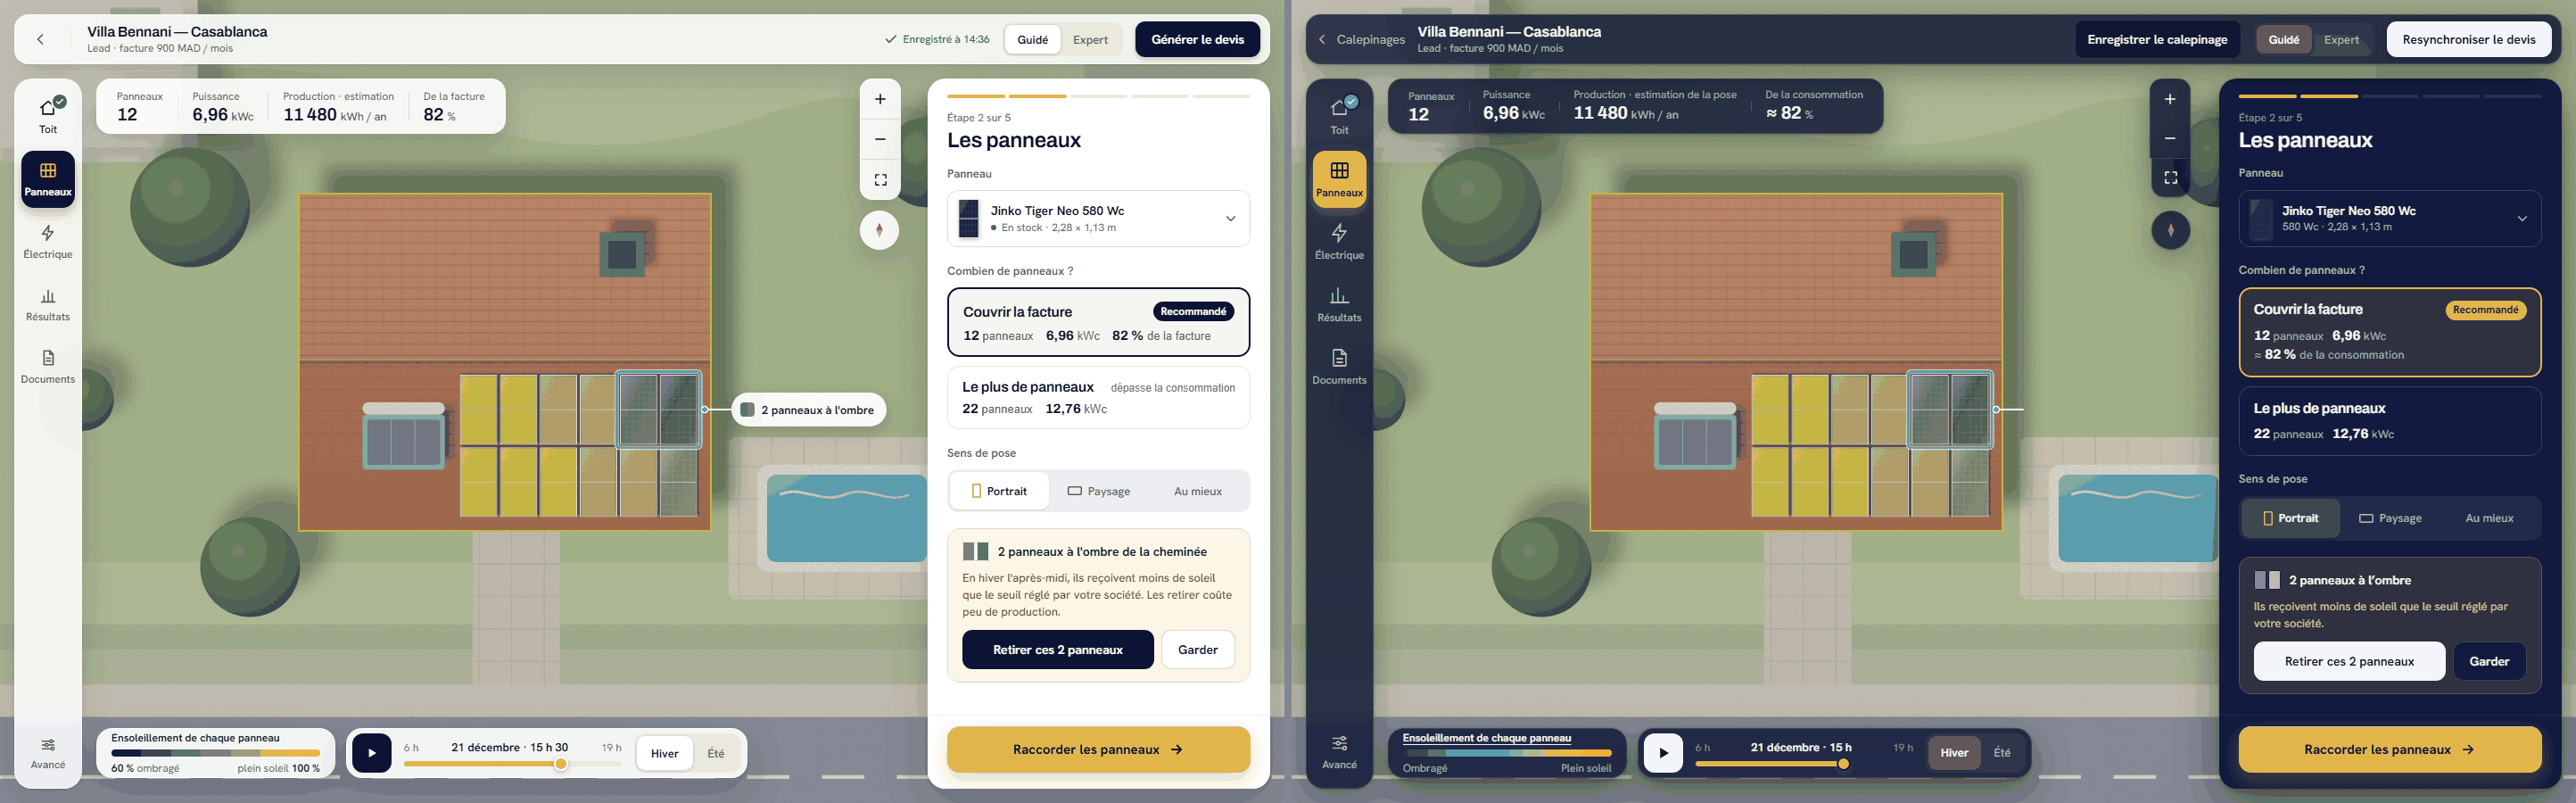 Villa Bennani — Casablanca
Lead · facture 900 MAD / mois
Enregistré à 14:36
Guidé
Expert
Générer le devis
Toit
Panneaux
Électrique
Résultats
Documents
Avancé
Panneaux
12
Puissance
6,96 kWc
Production · estimation
11 480 kWh / an
De la facture
82 %
2 panneaux à l'ombre
Étape 2 sur 5
Les panneaux
Panneau
Jinko Tiger Neo 580 Wc
En stock · 2,28 × 1,13 m
Combien de panneaux ?
Couvrir la facture
Recommandé
12 panneaux 6,96 kWc 82 % de la facture
Le plus de panneaux
dépasse la consommation
22 panneaux 12,76 kWc
Sens de pose
Portrait
Paysage
Au mieux
2 panneaux à l'ombre de la cheminée
En hiver l'après-midi, ils reçoivent moins de soleil
que le seuil réglé par votre société. Les retirer coûte
peu de production.
Retirer ces 2 panneaux
Garder
Raccorder les panneaux →
Ensoleillement de chaque panneau
60 % ombragé
plein soleil 100 %
6 h
21 décembre · 15 h 30
19 h
Hiver
Été
Calepinages
Villa Bennani — Casablanca
Lead · facture 900 MAD / mois
Enregistrer le calepinage
Guidé
Expert
Resynchroniser le devis
Toit
Panneaux
Électrique
Résultats
Documents
Avancé
Panneaux
12
Puissance
6,96 kWc
Production · estimation de la pose
11 480 kWh / an
De la consommation
≈ 82 %
Étape 2 sur 5
Les panneaux
Panneau
Jinko Tiger Neo 580 Wc
580 Wc · 2,28 × 1,13 m
Combien de panneaux ?
Couvrir la facture
Recommandé
12 panneaux 6,96 kWc
≈ 82 % de la consommation
Le plus de panneaux
22 panneaux 12,76 kWc
Sens de pose
Portrait
Paysage
Au mieux
2 panneaux à l’ombre
Ils reçoivent moins de soleil que le seuil réglé par
votre société.
Retirer ces 2 panneaux
Garder
Raccorder les panneaux →
Ensoleillement de chaque panneau
Ombragé
Plein soleil
6 h
21 décembre · 15 h
19 h
Hiver
Été